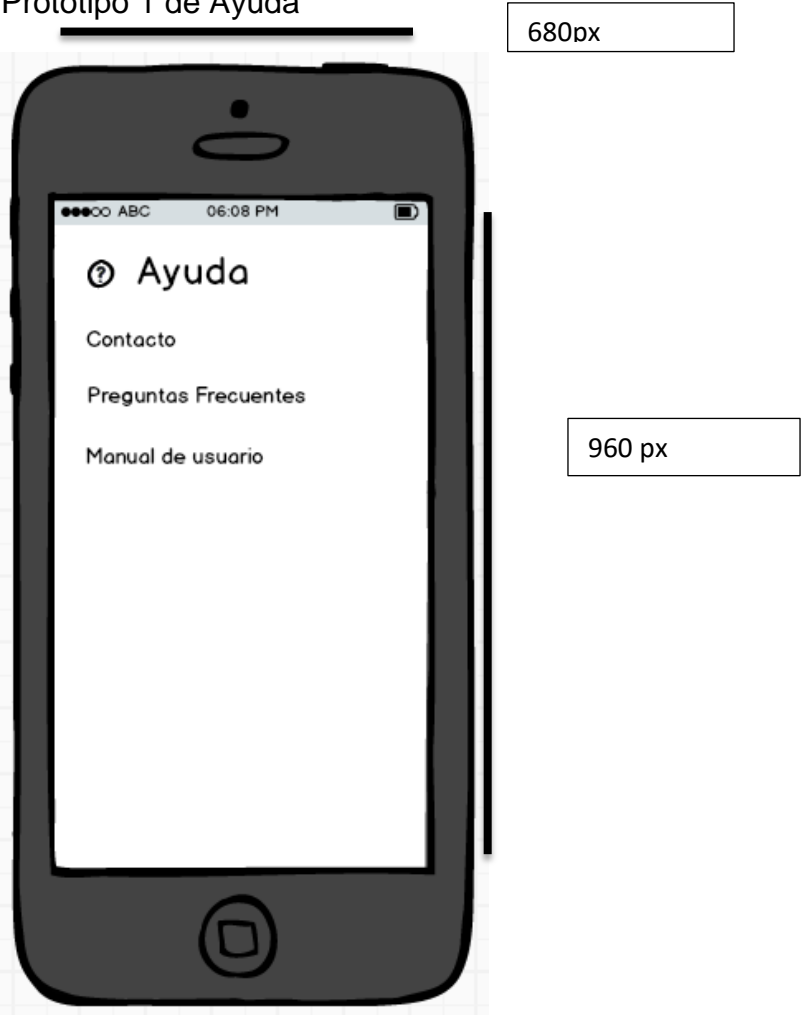 Prototipo 1 de Ayuda
680px
ABC 06:08 PM
? Ayuda
Contacto
Preguntas Frecuentes
Manual de usuario
960 px